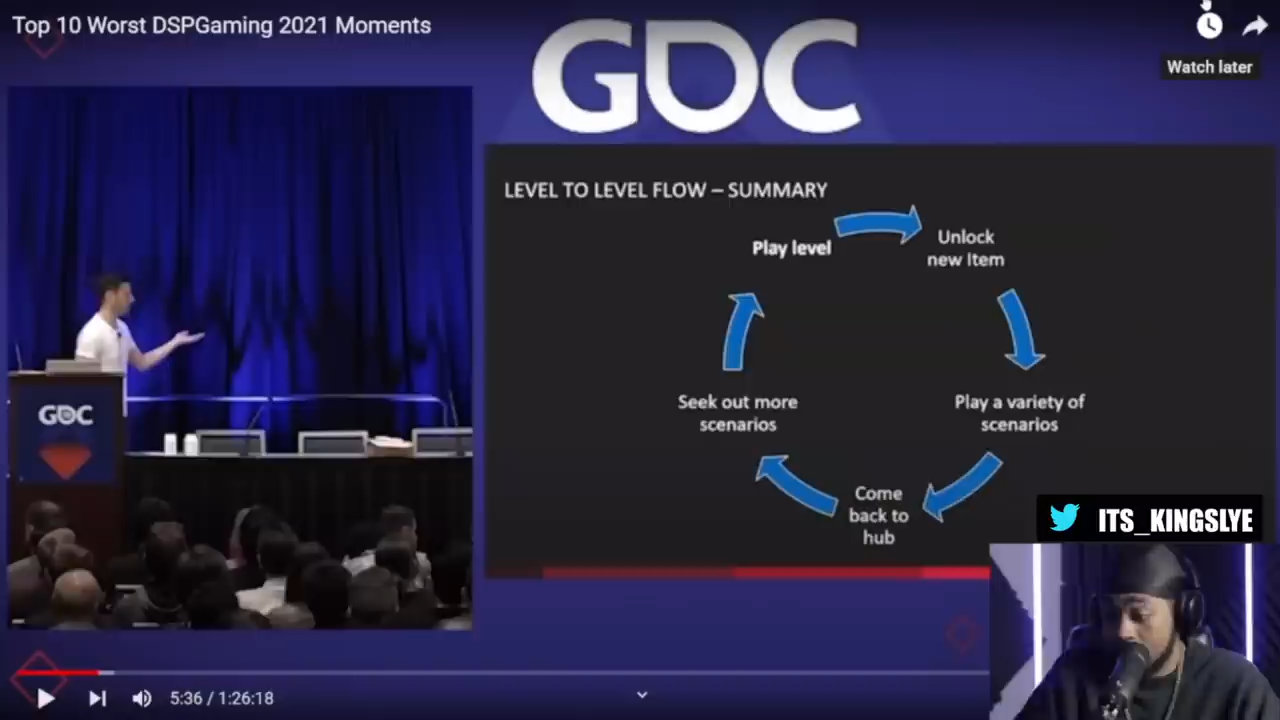 Top 10 Worst DSPGaming 2021 Moments
Watch later
GDC
LEVEL TO LEVEL FLOW – SUMMARY
Play level
Unlock
new Item
Play a variety of
scenarios
Come
back to
hub
Seek out more
scenarios
GDC
ITS_KINGSLYE
5:36 / 1:26:18